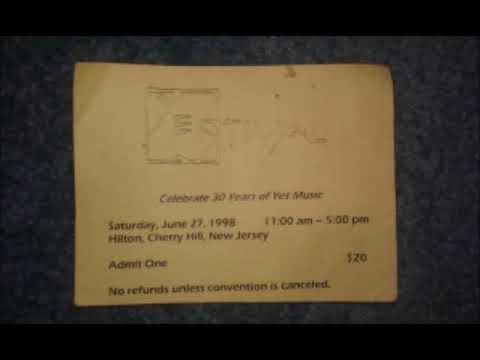 Celebrate 30 Years of Yes Music
Saturday, June 27, 1998 11:00 am – 5:00 pm
Hilton, Cherry Hill, New Jersey
Admit One $20
No refunds unless convention is canceled.